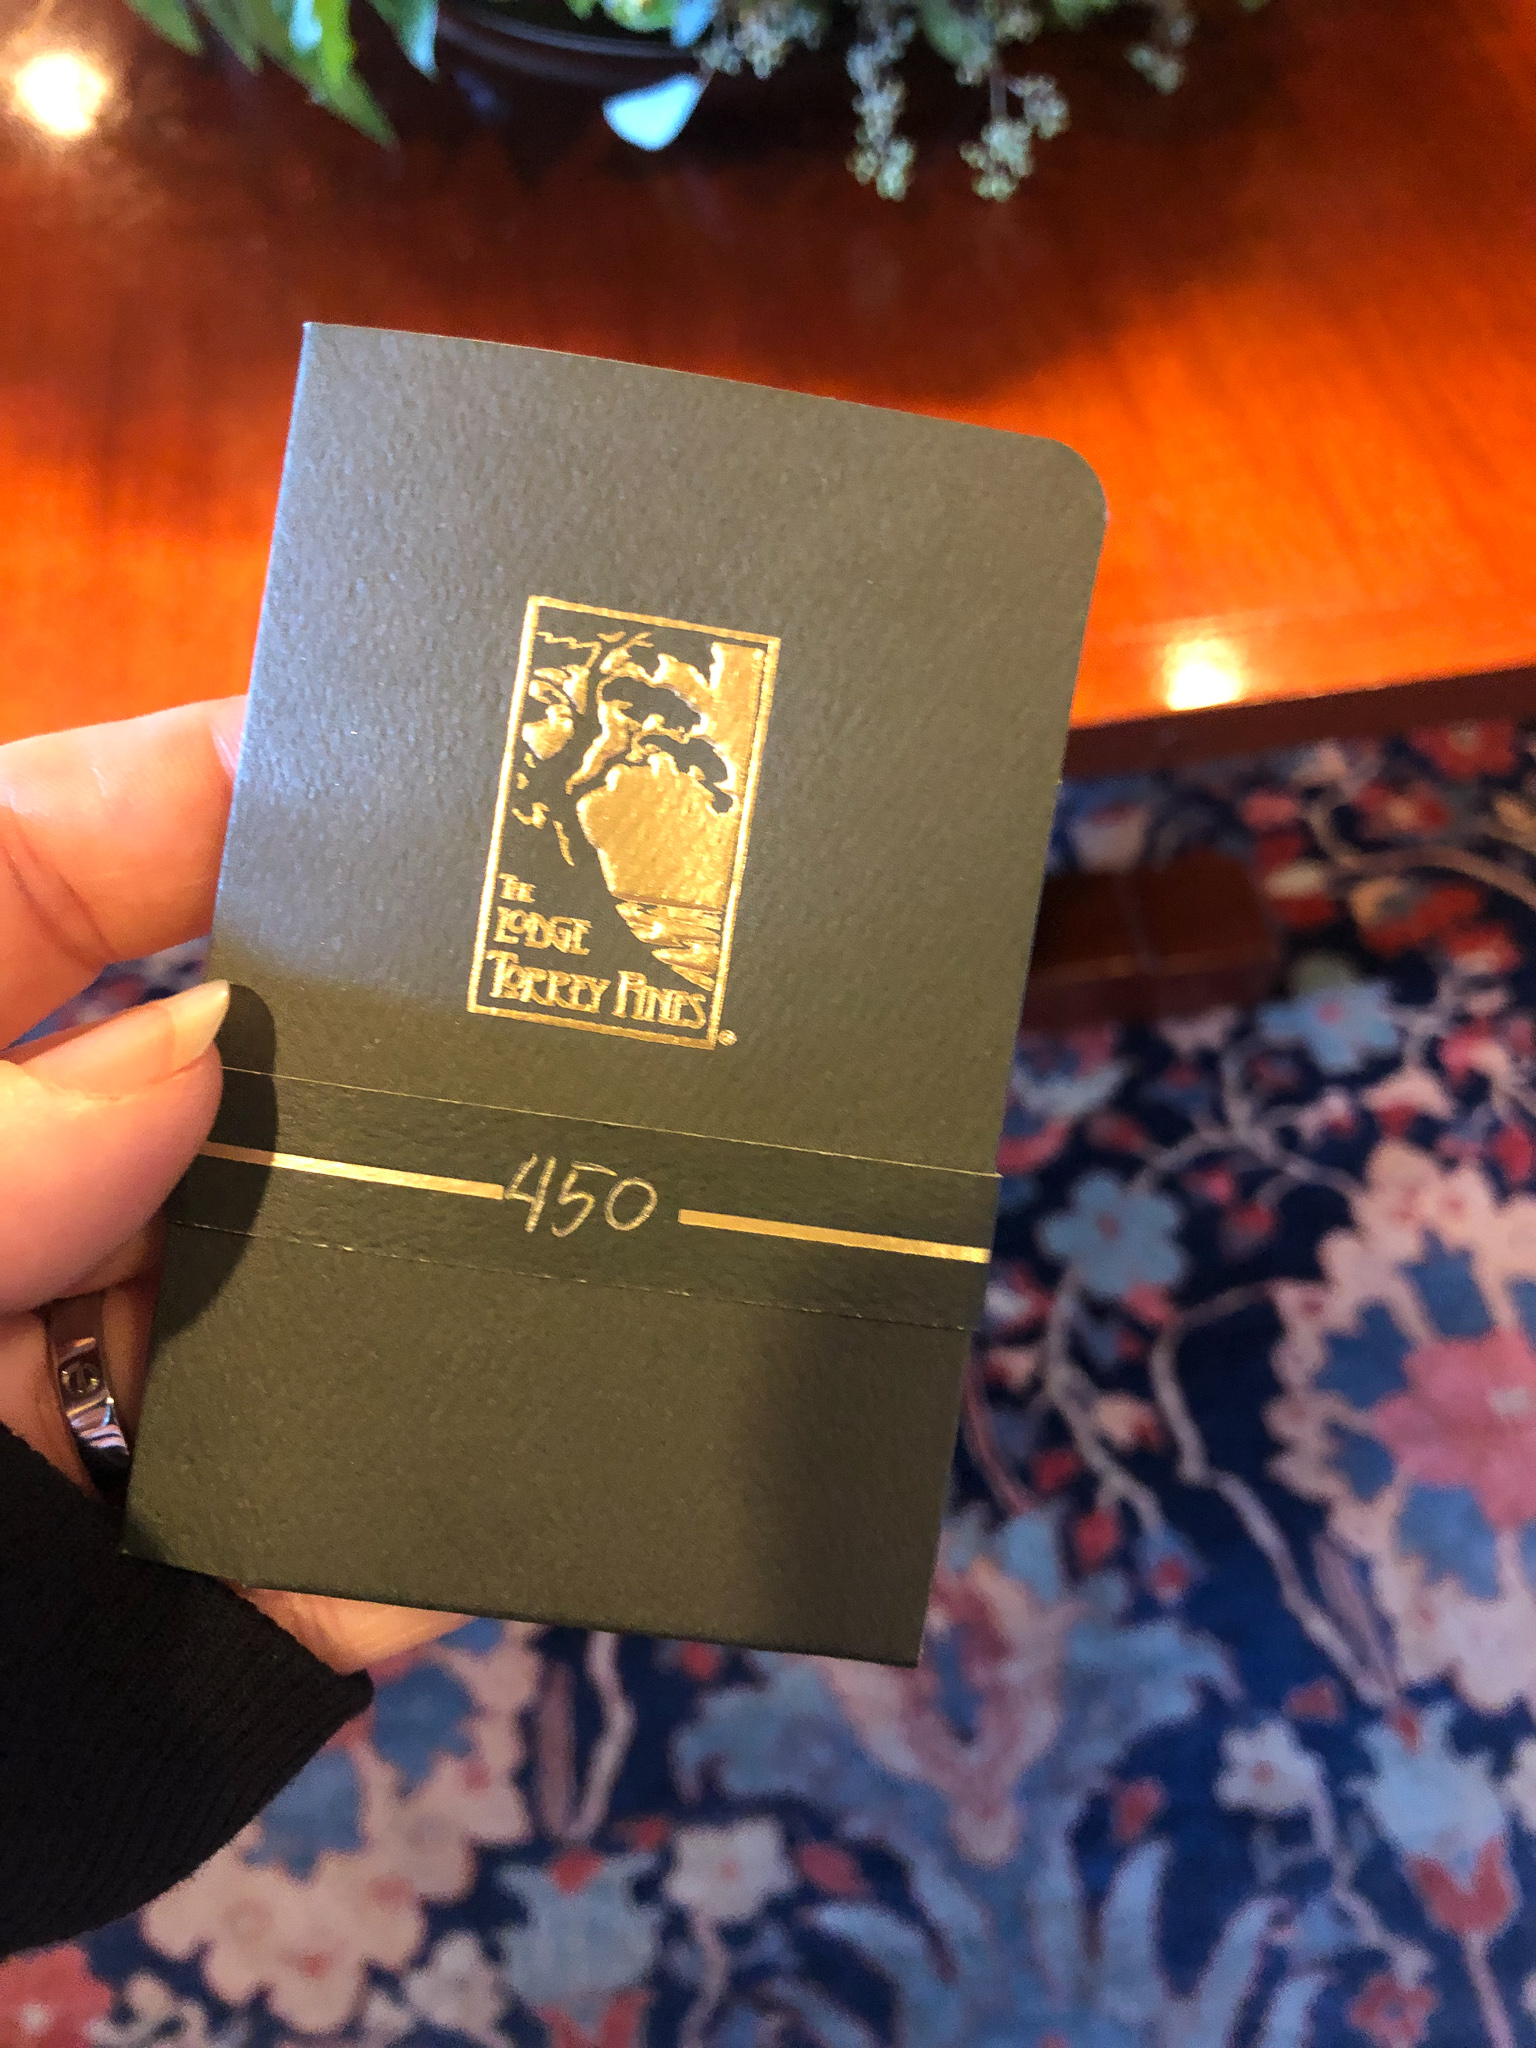 THE
LODGE
TORREY PINES
®
450